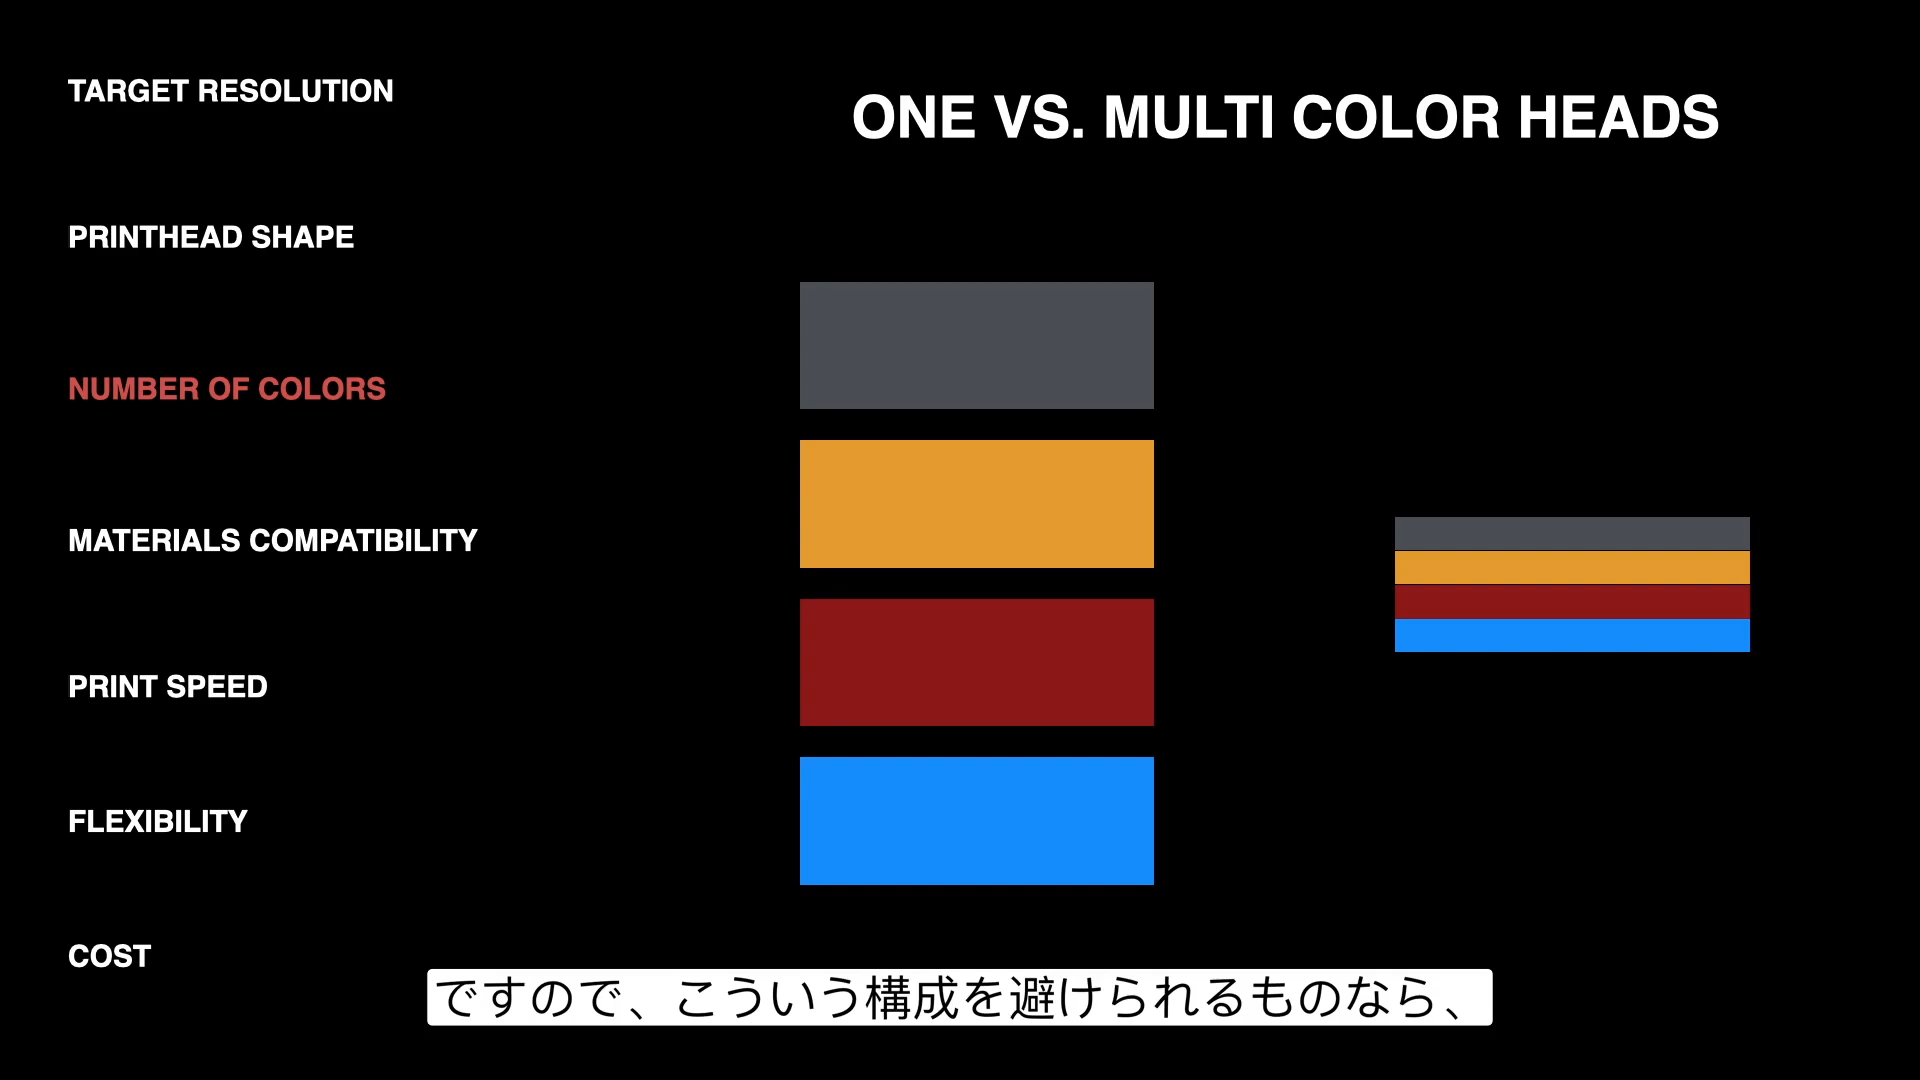 TARGET RESOLUTION
ONE VS. MULTI COLOR HEADS
PRINTHEAD SHAPE
NUMBER OF COLORS
MATERIALS COMPATIBILITY
PRINT SPEED
FLEXIBILITY
COST
ですので、こういう構成を避けられるものなら、